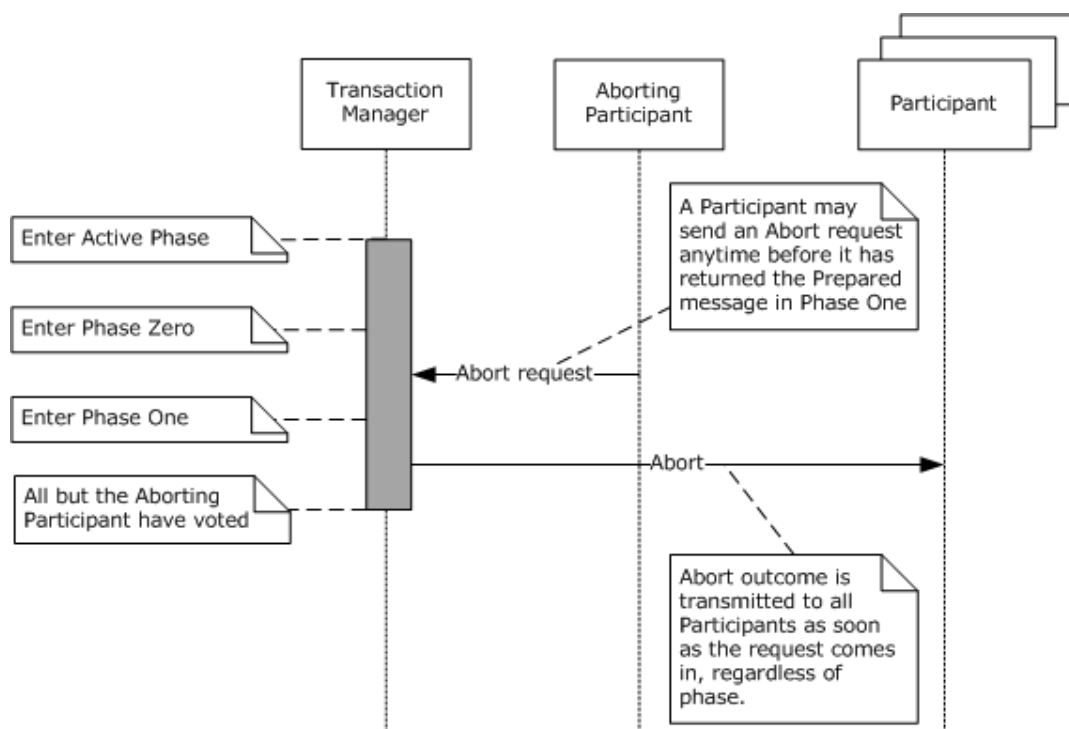 Transaction
Manager
Aborting
Participant
Participant
Enter Active Phase
A Participant may
send an Abort request
anytime before it has
returned the Prepared
message in Phase One
Enter Phase Zero
Abort request
Enter Phase One
Abort
All but the Aborting
Participant have voted
Abort outcome is
transmitted to all
Participants as soon
as the request comes
in, regardless of
phase.